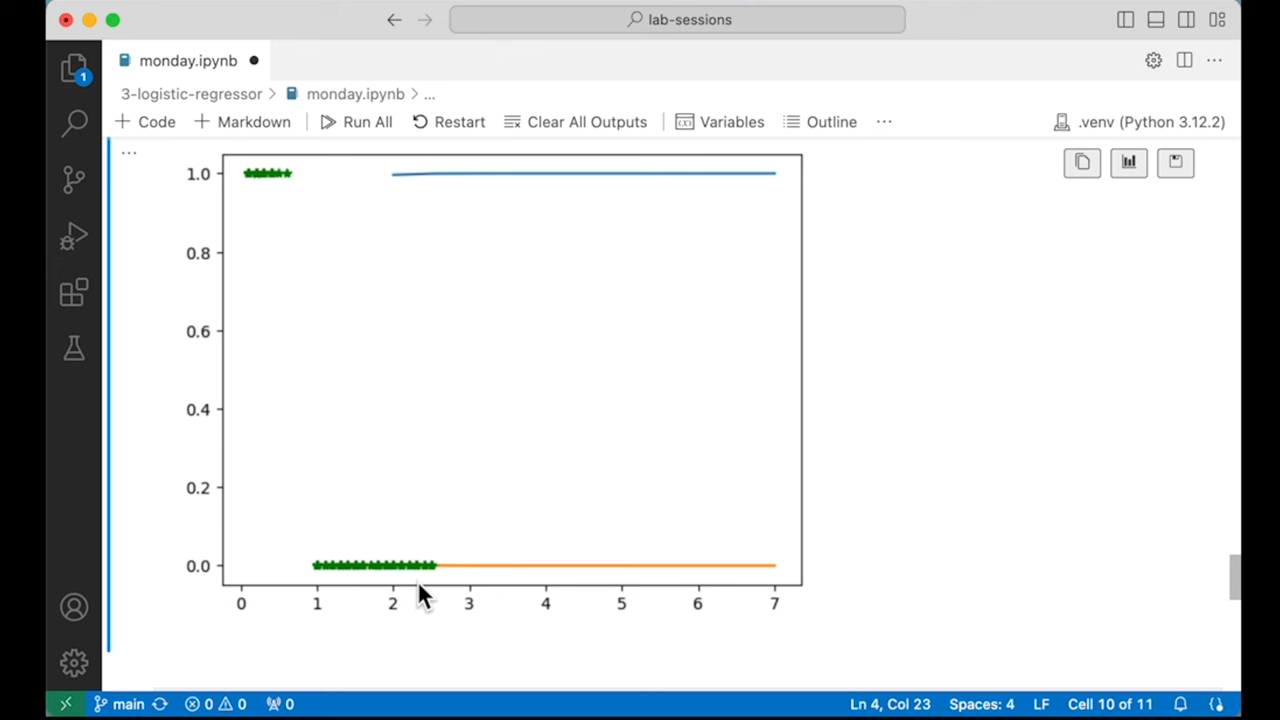 lab-sessions
monday.ipynb
1
3-logistic-regressor > monday.ipynb > ...
+ Code + Markdown Run All Restart Clear All Outputs Variables Outline ... .venv (Python 3.12.2)
...
1.0
0.8
0.6
0.4
0.2
0.0
0 1 2 3 4 5 6 7
main 0 0 0 Ln 4, Col 23 Spaces: 4 LF Cell 10 of 11